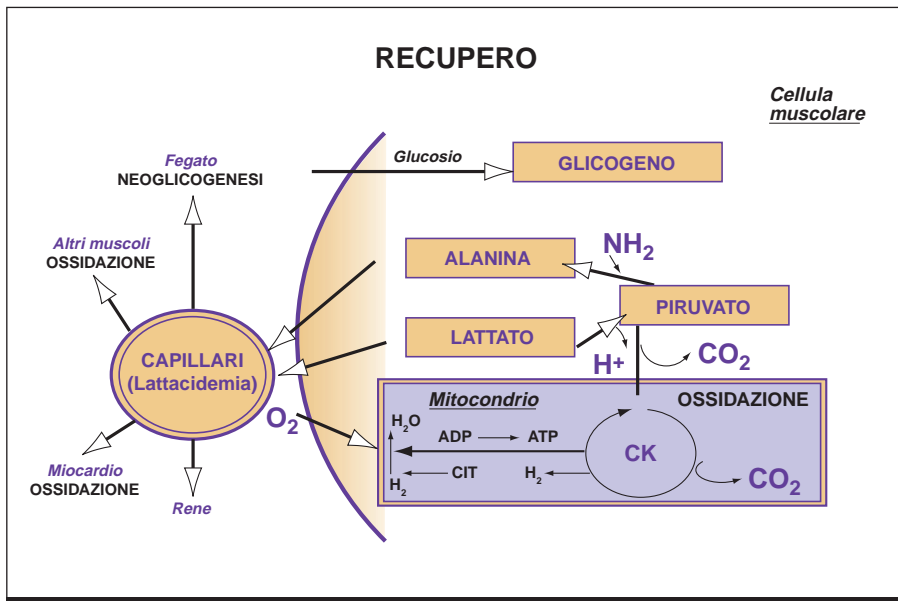 RECUPERO
Cellula
muscolare
Fegato
NEOGLICOGENESI
Glucosio
GLICOGENO
Altri muscoli
OSSIDAZIONE
ALANINA
NH2
PIRUVATO
LATTATO
H+
CO2
CAPILLARI
(Lattacidemia)
O2
Mitocondrio
OSSIDAZIONE
H2O
ADP
ATP
CK
CIT
H2
H2
CO2
Miocardio
OSSIDAZIONE
Rene